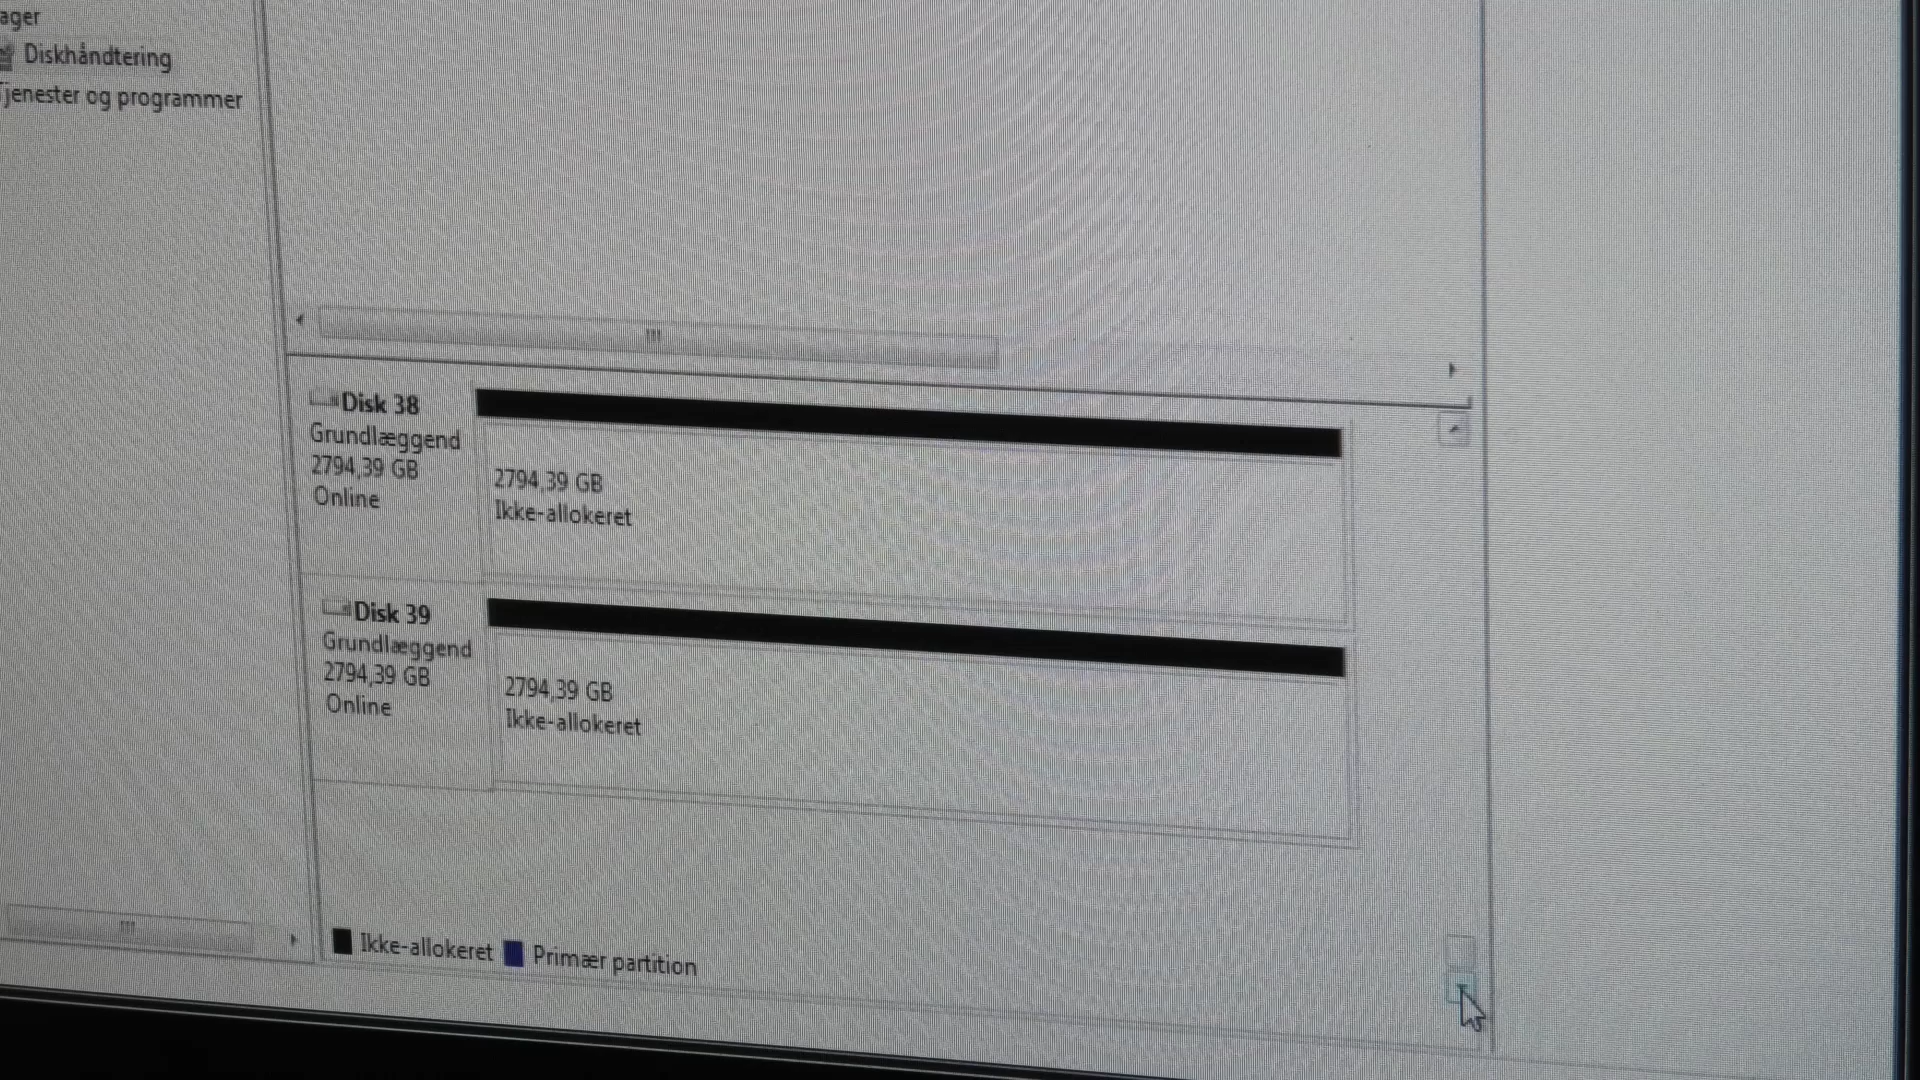 ager
Diskhåndtering
Tjenester og programmer
Disk 38
Grundlæggend
2794,39 GB
Online
2794,39 GB
Ikke-allokeret
Disk 39
Grundlæggend
2794,39 GB
Online
2794,39 GB
Ikke-allokeret
Ikke-allokeret Primær partition